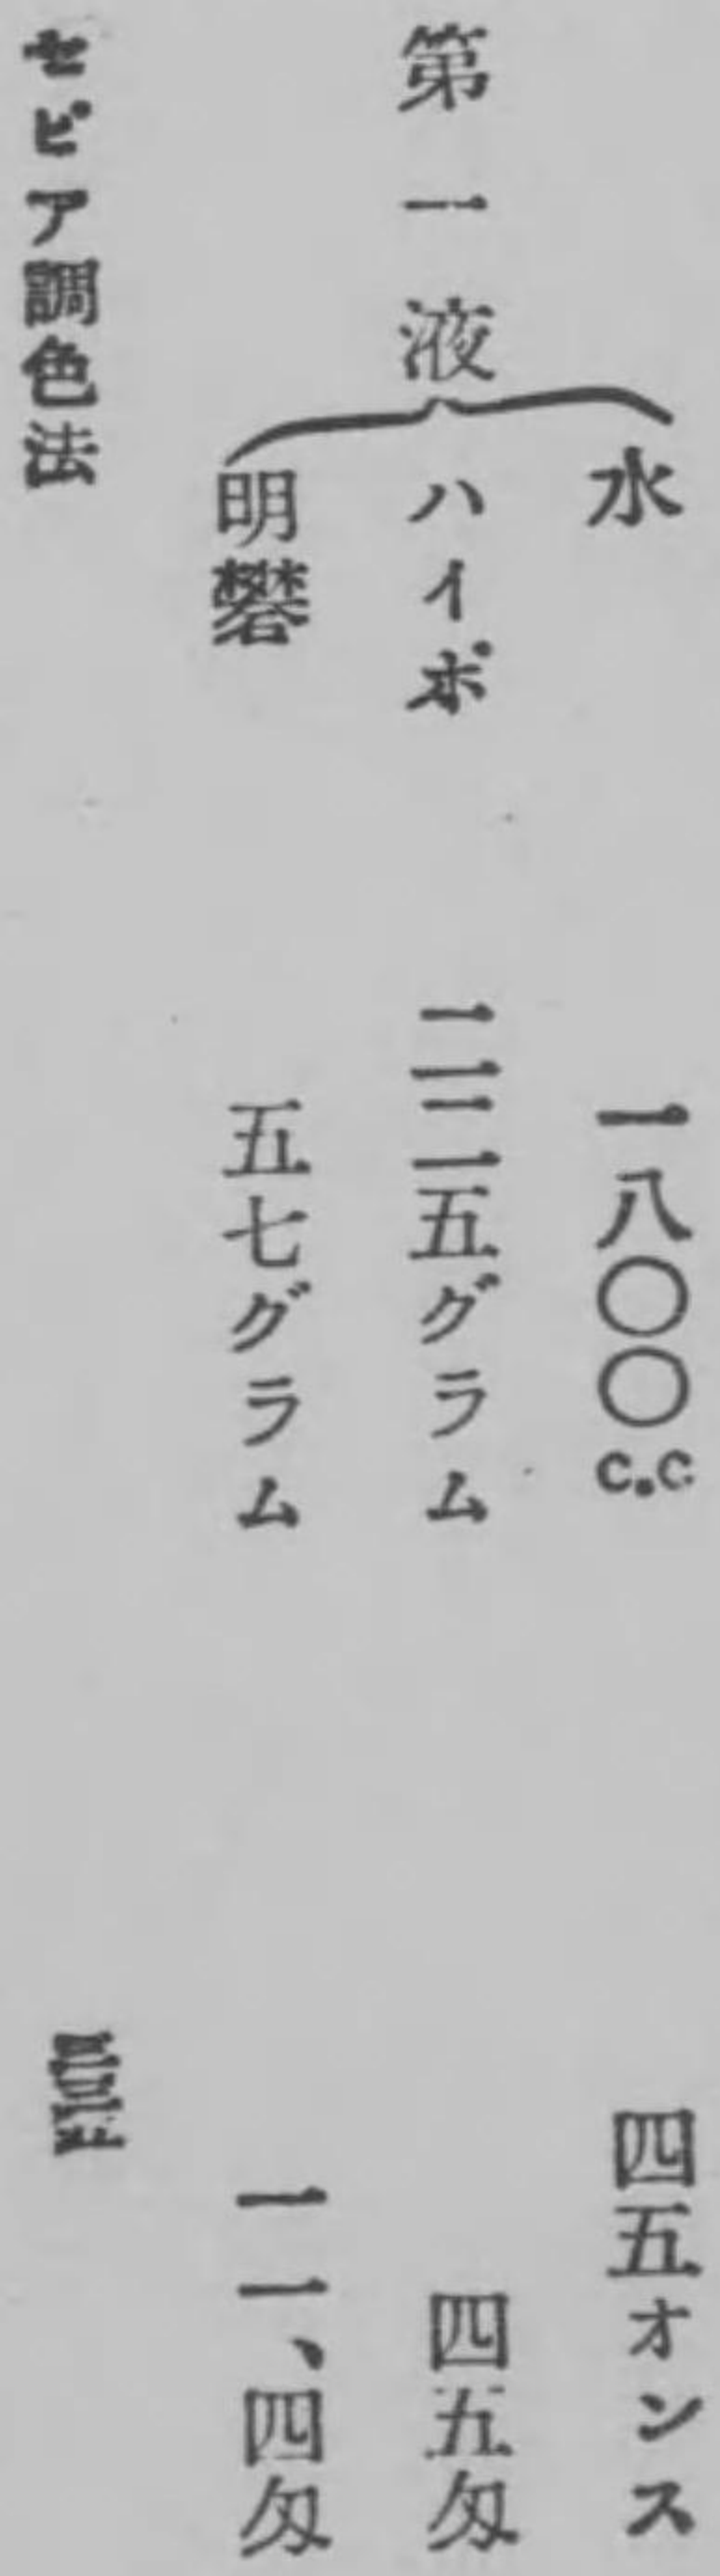 第一液
水 一八〇〇c.c 四五オンス
ハイポ 二二五グラム 四五匁
明礬 五七グラム 一一、四匁
セピア調色法